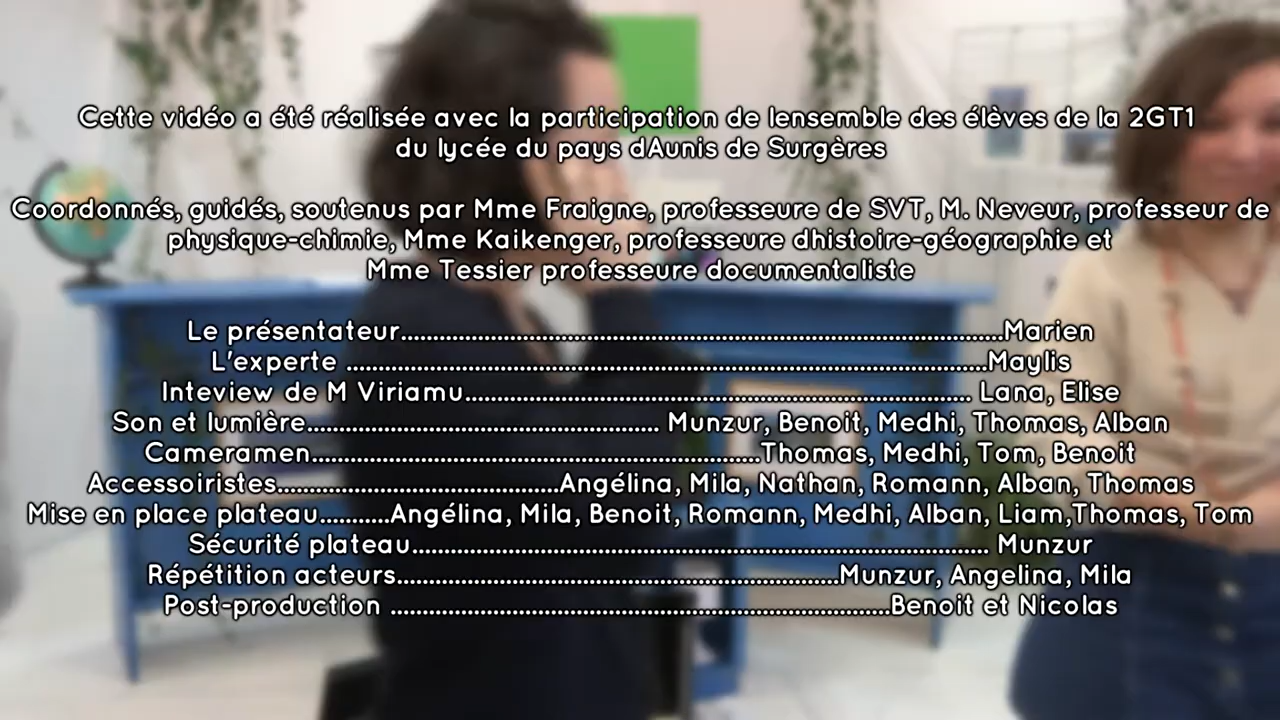 Cette vidéo a été réalisée avec la participation de lensemble des élèves de la 2GT1
du lycée du pays dAunis de Surgères
Coordonnés, guidés, soutenus par Mme Fraigne, professeure de SVT, M. Neveur, professeur de
physique-chimie, Mme Kaikenger, professeure dhistoire-géographie et
Mme Tessier professeure documentaliste
Le présentateur...............................................................................................Marien
L'experte .....................................................................................................Maylis
Inteview de M Viriamu................................................................................ Lana, Elise
Son et lumière........................................................ Munzur, Benoit, Medhi, Thomas, Alban
Cameramen.......................................................................Thomas, Medhi, Tom, Benoit
Accessoiristes.............................................Angélina, Mila, Nathan, Romann, Alban, Thomas
Mise en place plateau...........Angélina, Mila, Benoit, Romann, Medhi, Alban, Liam,Thomas, Tom
Sécurité plateau........................................................................................... Munzur
Répétition acteurs......................................................................Munzur, Angelina, Mila
Post-production ...............................................................................Benoit et Nicolas